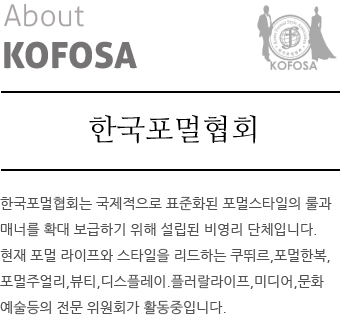 About
KOFOSA
KOFOSA
한국포멀협회
한국포멀협회는 국제적으로 표준화된 포멀스타일의 룰과
매너를 확대 보급하기 위해 설립된 비영리 단체입니다.
현재 포멀 라이프와 스타일을 리드하는 쿠뛰르,포멀한복,
포멀주얼리,뷰티,디스플레이.플러랄라이프,미디어,문화
예술등의 전문 위원회가 활동중입니다.